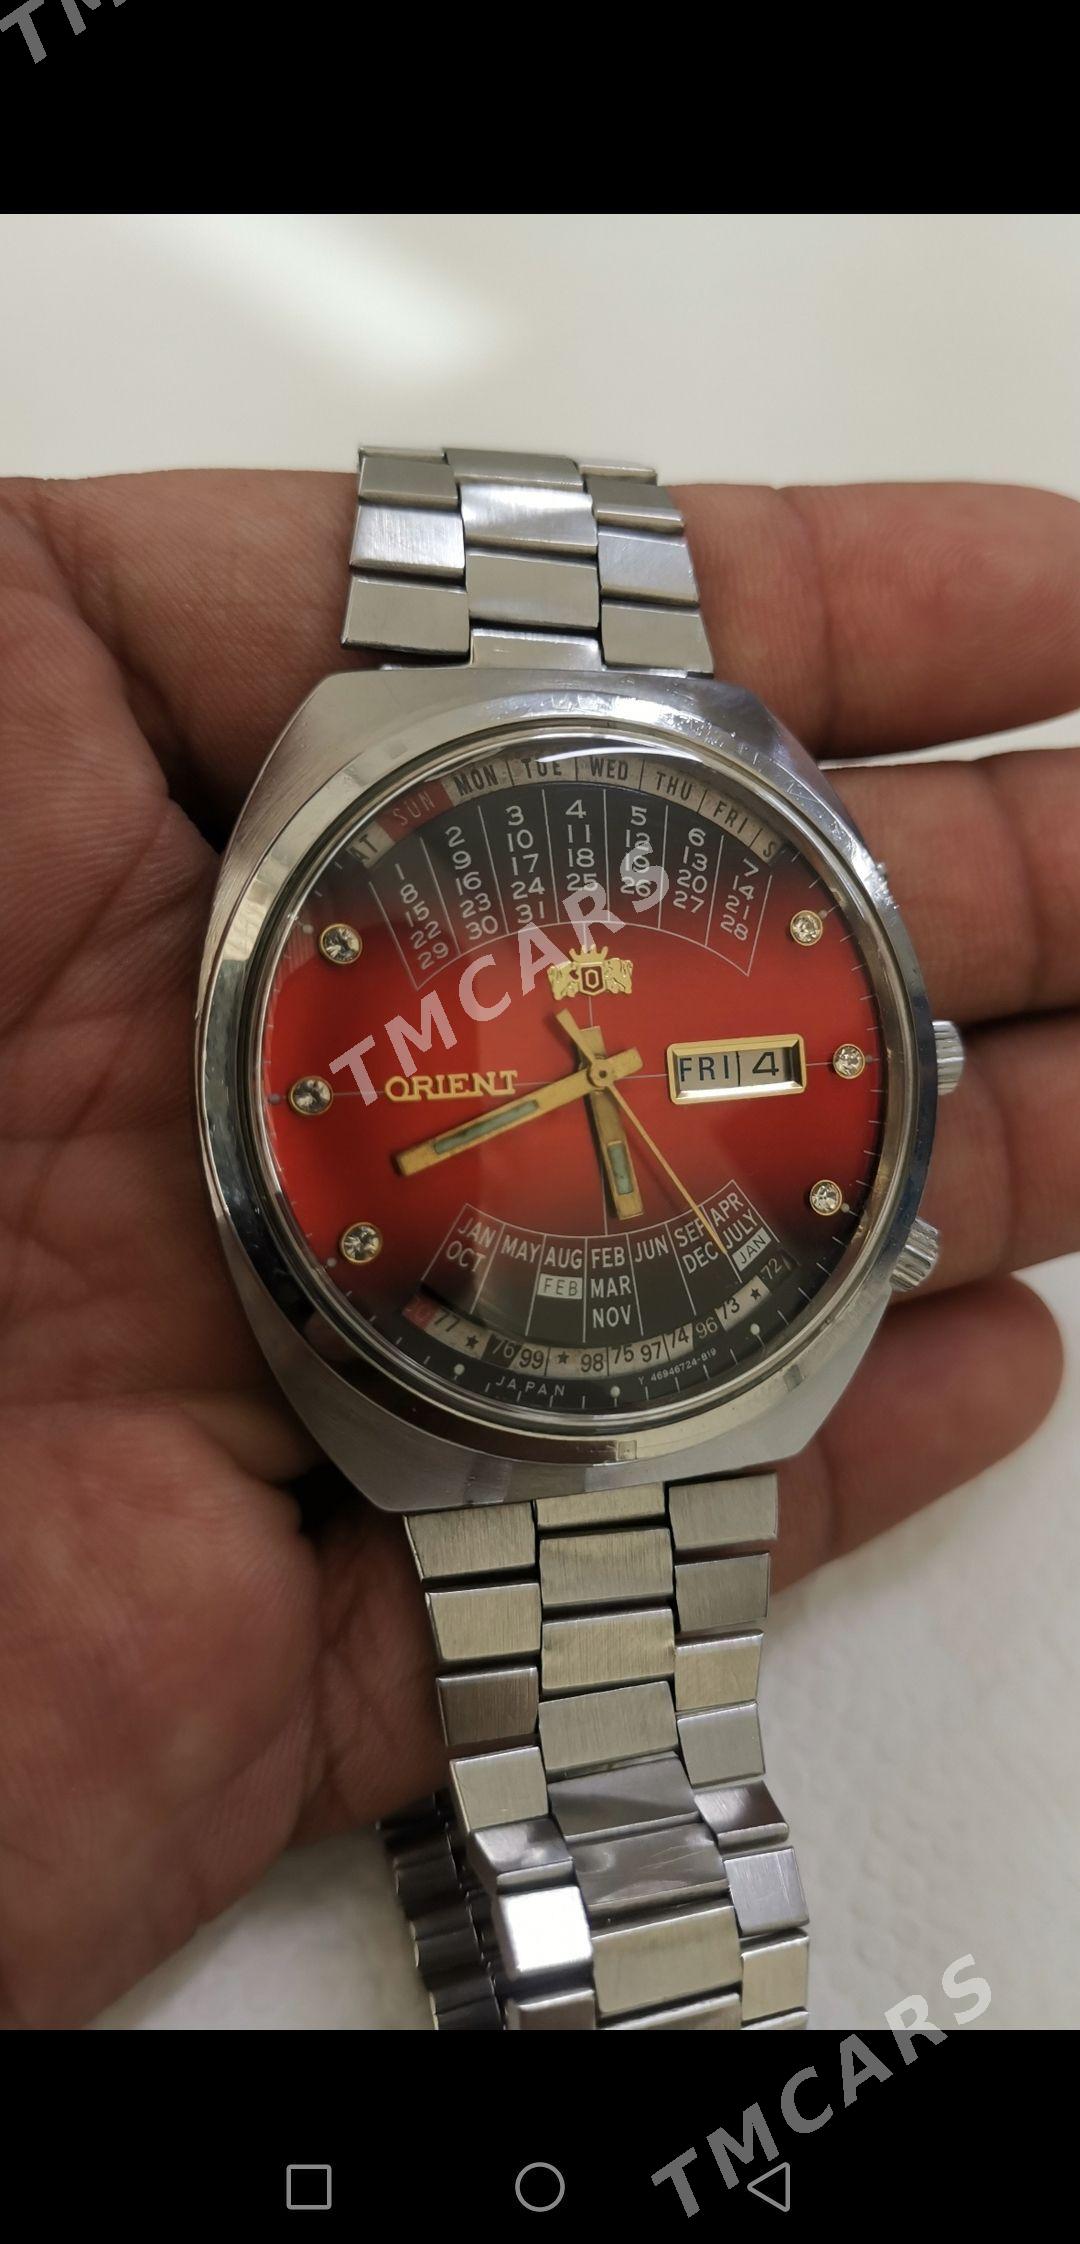 SUN MON TUE WED THU FRI S
1 2 3 4 5 6 7
8 9 10 11 12 13 14
15 16 17 18 19 20 21
22 23 24 25 26 27 28
29 30 31
TMCARS
ORIENT
FRI 4
JAN MAY AUG FEB JUN SEP APR
OCT FEB MAR DEC JULY
NOV JAN
77 ★ 76 99 ★ 98 75 97 74 96 73 ★ 72
JAPAN
Y 46946724-819
TMCARS